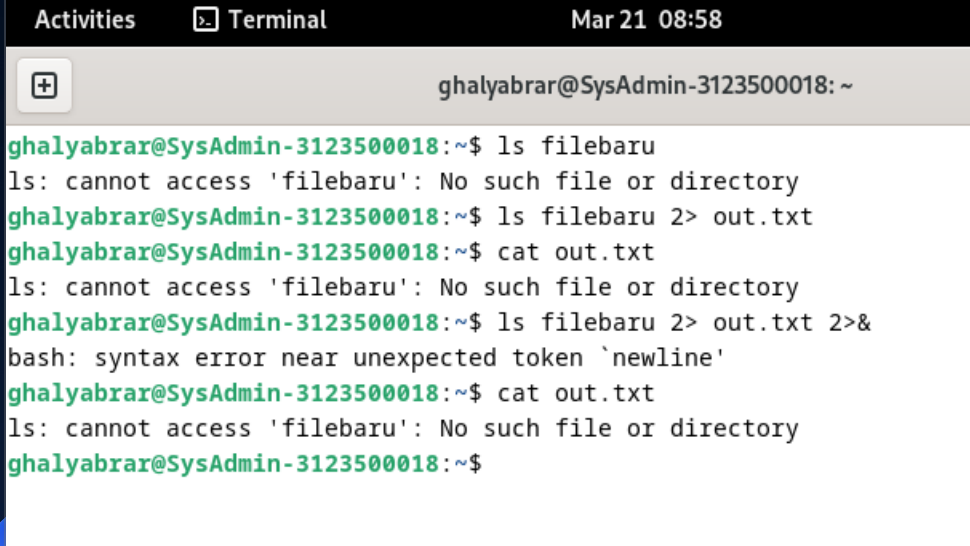 Activities Terminal Mar 21 08:58
ghalyabrar@SysAdmin-3123500018: ~
ghalyabrar@SysAdmin-3123500018:~$ ls filebaru
ls: cannot access 'filebaru': No such file or directory
ghalyabrar@SysAdmin-3123500018:~$ ls filebaru 2> out.txt
ghalyabrar@SysAdmin-3123500018:~$ cat out.txt
ls: cannot access 'filebaru': No such file or directory
ghalyabrar@SysAdmin-3123500018:~$ ls filebaru 2> out.txt 2>&
bash: syntax error near unexpected token `newline'
ghalyabrar@SysAdmin-3123500018:~$ cat out.txt
ls: cannot access 'filebaru': No such file or directory
ghalyabrar@SysAdmin-3123500018:~$